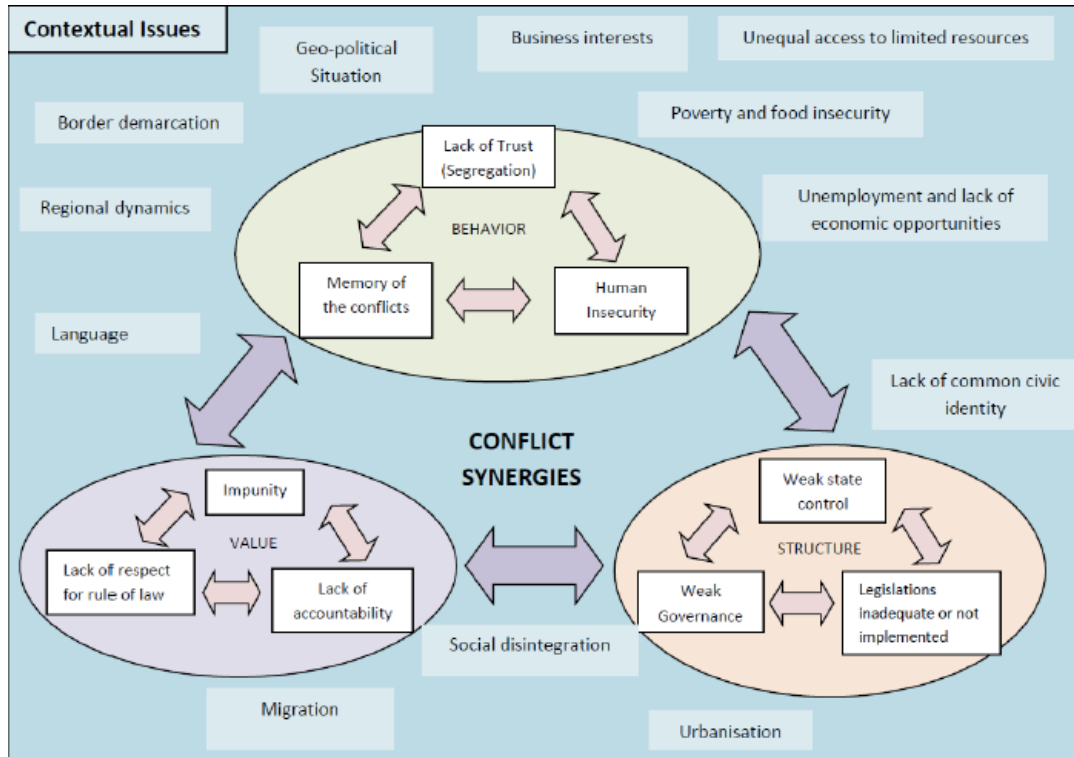 Contextual Issues
Geo-political
Situation
Business interests
Unequal access to limited resources
Border demarcation
Poverty and food insecurity
Regional dynamics
Unemployment and lack of
economic opportunities
Language
Lack of common civic
identity
Lack of Trust
(Segregation)
BEHAVIOR
Memory of
the conflicts
Human
Insecurity
CONFLICT
SYNERGIES
Impunity
VALUE
Lack of respect
for rule of law
Lack of
accountability
Weak state
control
STRUCTURE
Weak
Governance
Legislations
inadequate or not
implemented
Social disintegration
Migration
Urbanisation